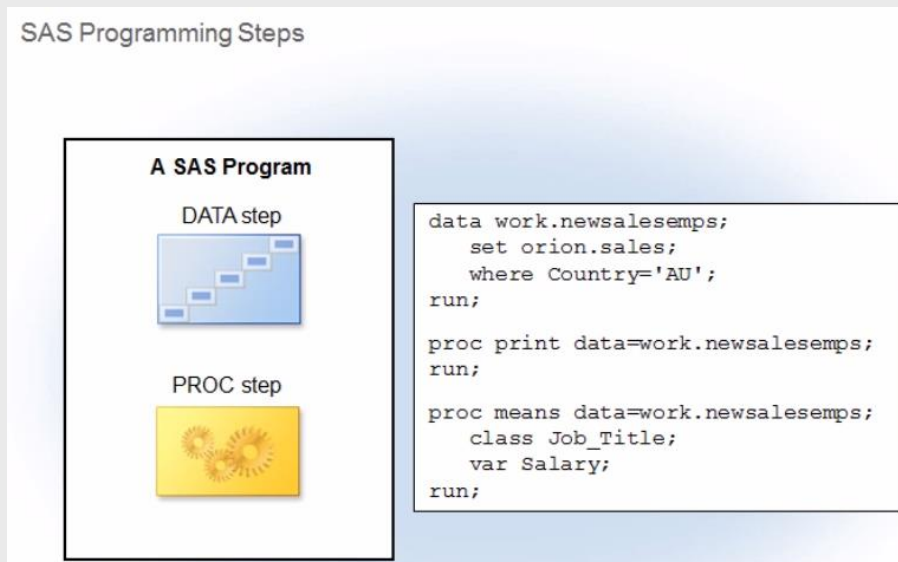 SAS Programming Steps
A SAS Program
DATA step
PROC step
data work.newsalesemps;
   set orion.sales;
   where Country='AU';
run;
proc print data=work.newsalesemps;
run;
proc means data=work.newsalesemps;
   class Job_Title;
   var Salary;
run;